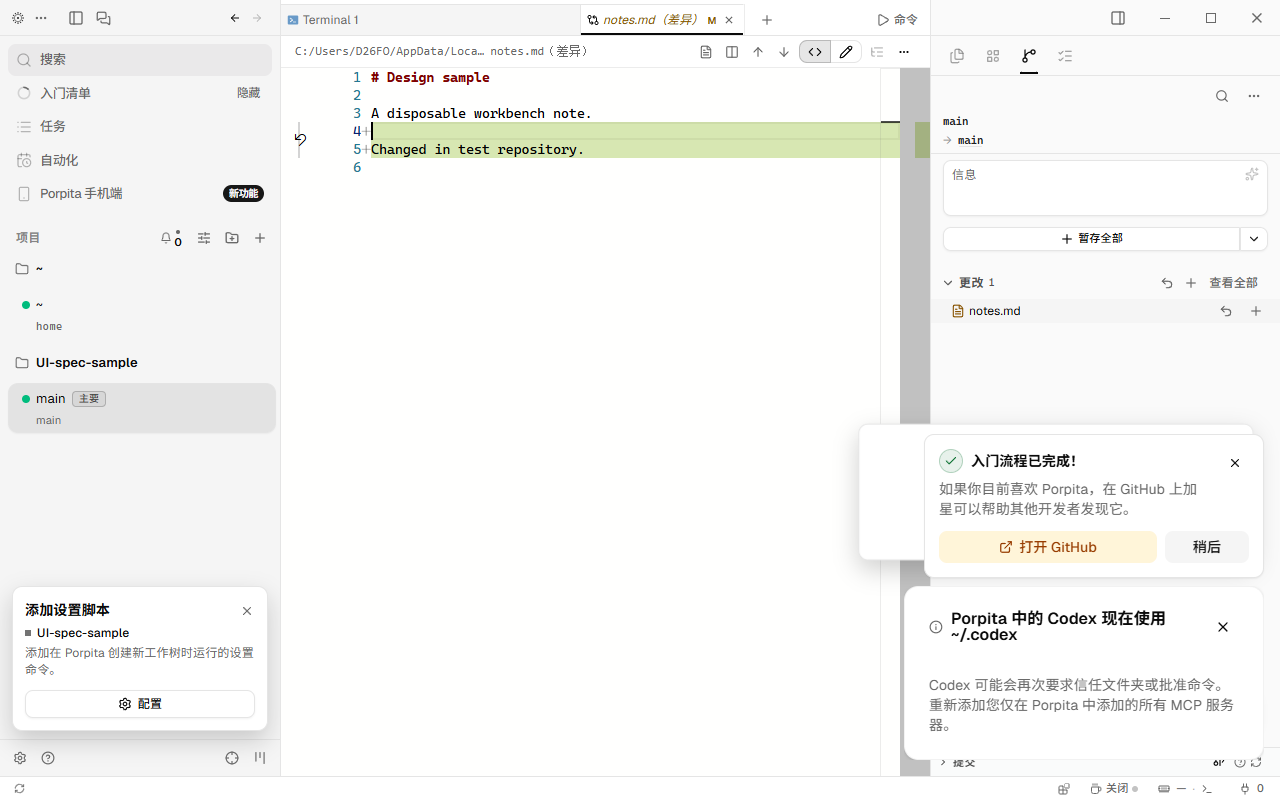 搜索
入门清单 隐藏
任务
自动化
Porpita 手机端 新功能
项目 0
~
~
home
UI-spec-sample
main 主要
main
添加设置脚本
UI-spec-sample
添加在 Porpita 创建新工作树时运行的设置
命令。
配置
Terminal 1
notes.md（差异） M
命令
C:/Users/D26FO/AppData/Loca… notes.md（差异）
1 # Design sample
2
3 A disposable workbench note.
4+
5+Changed in test repository.
6
main
→ main
信息
暂存全部
更改 1 查看全部
notes.md
入门流程已完成！
如果你目前喜欢 Porpita，在 GitHub 上加
星可以帮助其他开发者发现它。
打开 GitHub 稍后
Porpita 中的 Codex 现在使用
~/.codex
Codex 可能会再次要求信任文件夹或批准命令。
重新添加您仅在 Porpita 中添加的所有 MCP 服务
器。
提交
关闭 0